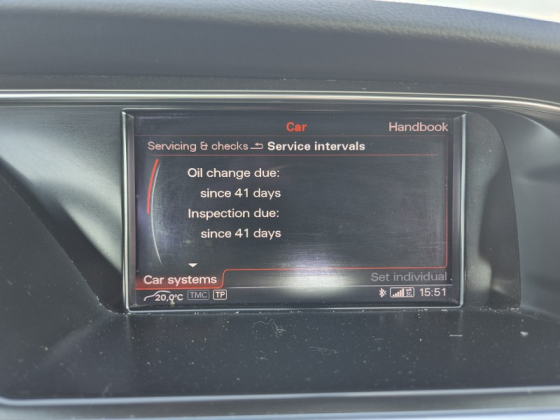 Car
Handbook
Servicing & checks Service intervals
Oil change due:
since 41 days
Inspection due:
since 41 days
Car systems
Set individual
20,0°C TMC TP
15:51